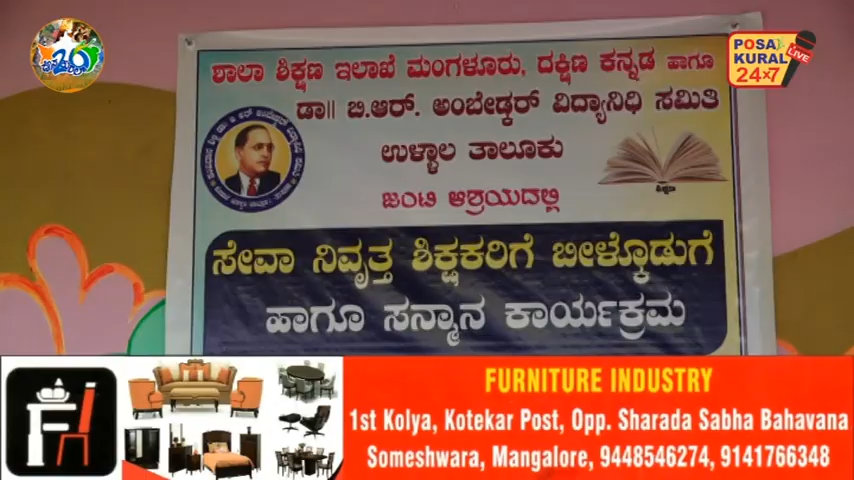 POSA
KURAL
24×7
LIVE
ಶಾಲಾ ಶಿಕ್ಷಣ ಇಲಾಖೆ ಮಂಗಳೂರು, ದಕ್ಷಿಣ ಕನ್ನಡ ಹಾಗೂ
ಡಾ|| ಬಿ.ಆರ್. ಅಂಬೇಡ್ಕರ್ ವಿದ್ಯಾನಿಧಿ ಸಮಿತಿ
ಉಳ್ಳಾಲ ತಾಲೂಕು
ಜಂಟಿ ಆಶ್ರಯದಲ್ಲಿ
ಶಿಕ್ಷಣ
ಸೇವಾ ನಿವೃತ್ತ ಶಿಕ್ಷಕರಿಗೆ ಬೀಳ್ಕೊಡುಗೆ
ಹಾಗೂ ಸನ್ಮಾನ ಕಾರ್ಯಕ್ರಮ
FURNITURE INDUSTRY
1st Kolya, Kotekar Post, Opp. Sharada Sabha Bahavana
Someshwara, Mangalore, 9448546274, 9141766348